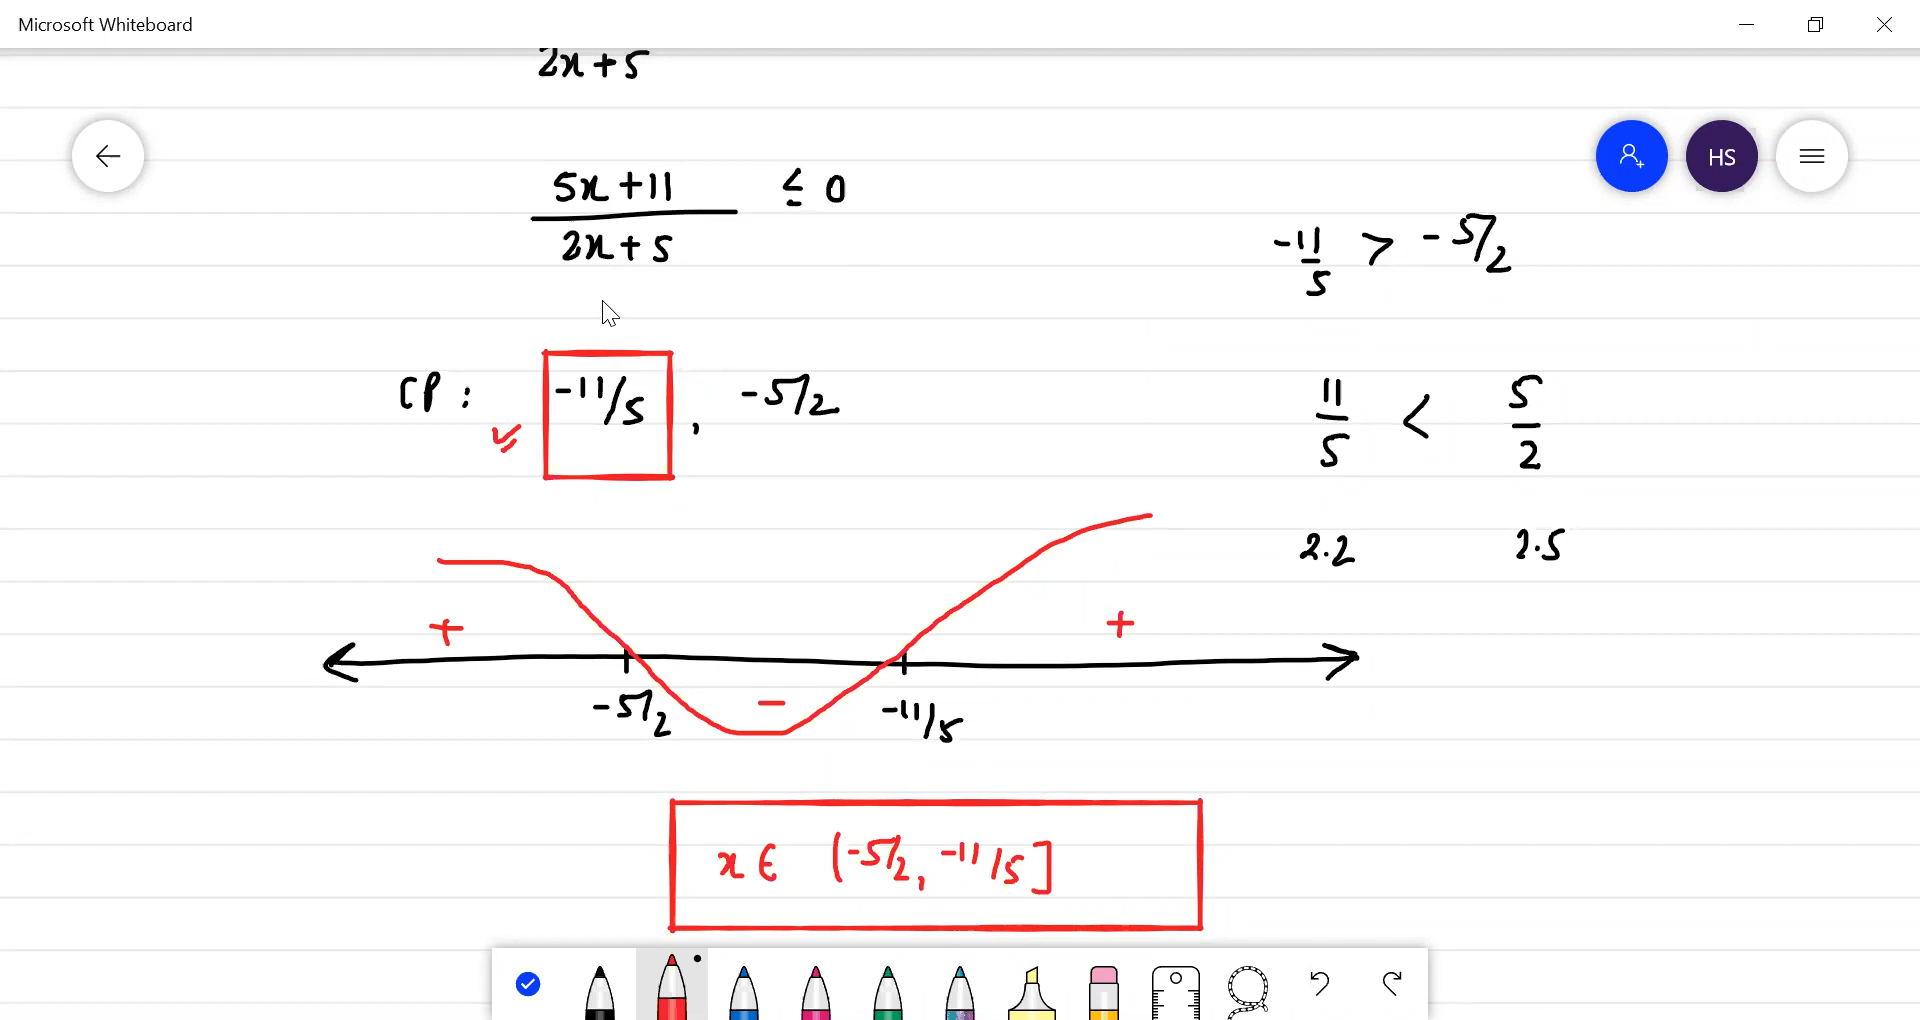 Microsoft Whiteboard
2x+5
5x+11 ≤ 0
2x+5
HS
-11/5 > -5/2
CP: -11/5, -5/2
11/5 < 5/2
2.2 2.5
+ +
-
-5/2 -11/5
x ∈ (-5/2, -11/5]